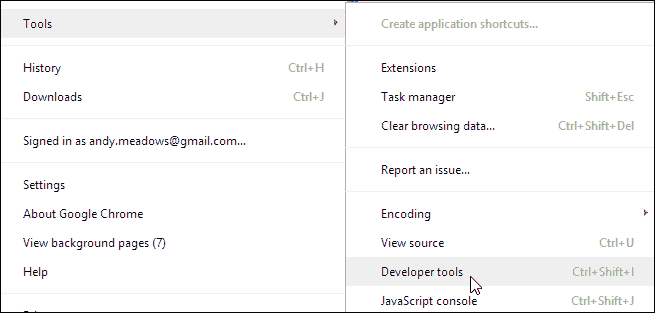 Tools
History Ctrl+H
Downloads Ctrl+J
Signed in as andy.meadows@gmail.com...
Settings
About Google Chrome
View background pages (7)
Help
Create application shortcuts...
Extensions
Task manager Shift+Esc
Clear browsing data... Ctrl+Shift+Del
Report an issue...
Encoding
View source Ctrl+U
Developer tools Ctrl+Shift+I
JavaScript console Ctrl+Shift+J